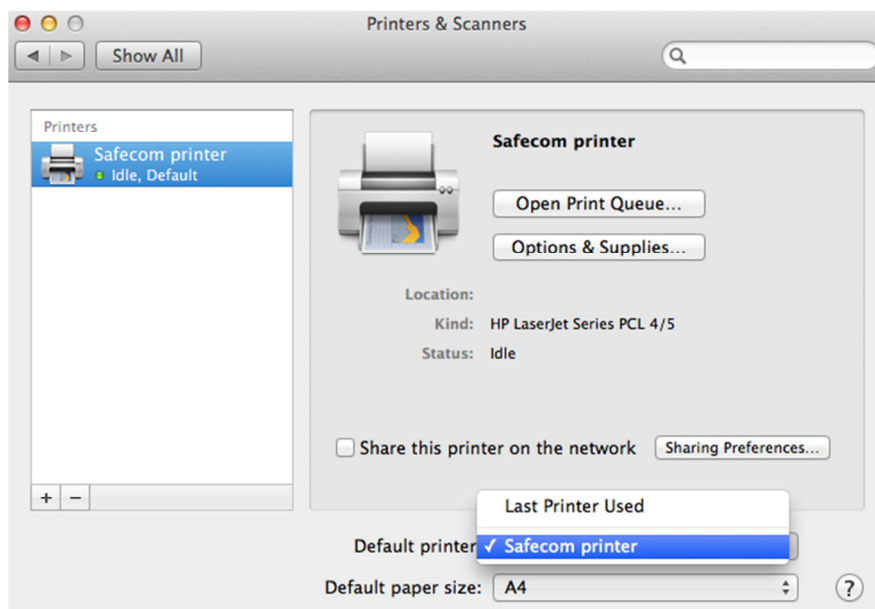 Printers & Scanners
Show All
Printers
Safecom printer
Idle, Default
Safecom printer
Open Print Queue...
Options & Supplies...
Location:
Kind: HP LaserJet Series PCL 4/5
Status: Idle
Share this printer on the network Sharing Preferences...
Last Printer Used
Default printer ✓ Safecom printer
Default paper size: A4 ?